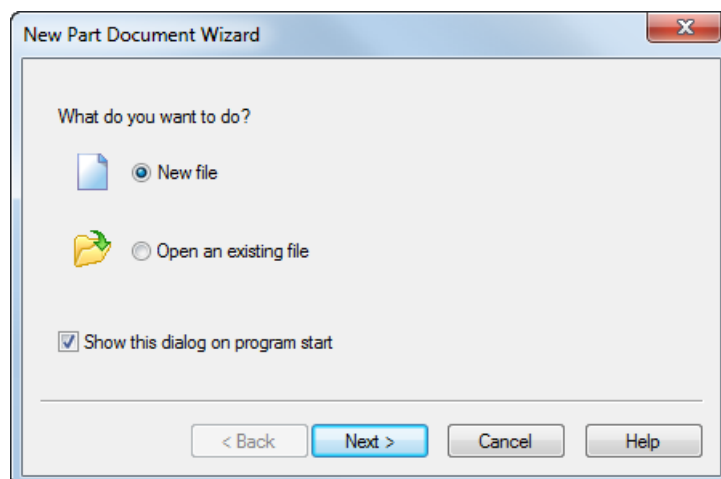 New Part Document Wizard
What do you want to do?
New file
Open an existing file
Show this dialog on program start
< Back Next > Cancel Help